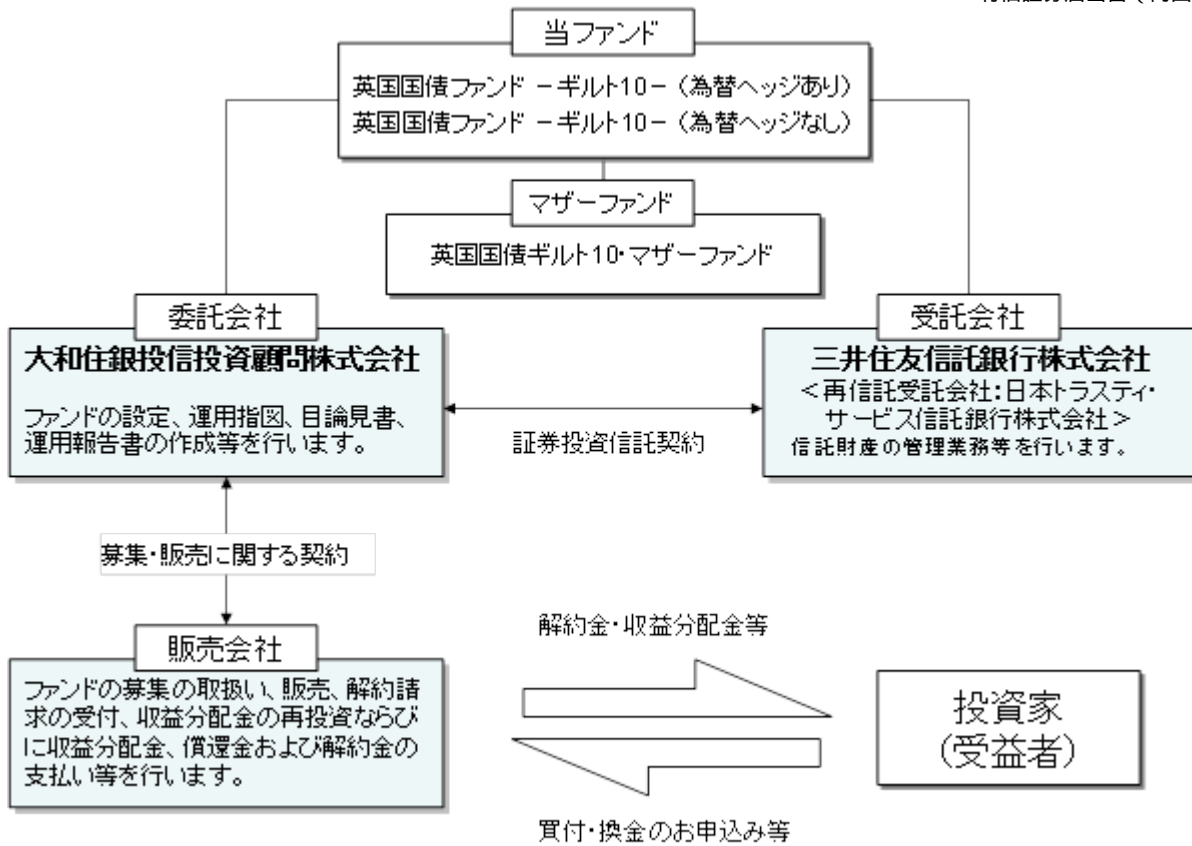 当ファンド
英国国債ファンド －ギルト10－ （為替ヘッジあり）
英国国債ファンド －ギルト10－ （為替ヘッジなし）
マザーファンド
英国国債ギルト10・マザーファンド
委託会社
大和住銀投信投資顧問株式会社
ファンドの設定、運用指図、目論見書、
運用報告書の作成等を行います。
証券投資信託契約
受託会社
三井住友信託銀行株式会社
＜再信託受託会社：日本トラスティ・
サービス信託銀行株式会社＞
信託財産の管理業務等を行います。
募集・販売に関する契約
販売会社
ファンドの募集の取扱い、販売、解約請
求の受付、収益分配金の再投資ならび
に収益分配金、償還金および解約金の
支払い等を行います。
解約金・収益分配金等
買付・換金のお申込み等
投資家
（受益者）